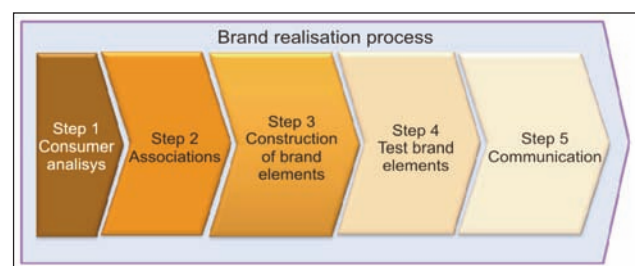 Brand realisation process
Step 1
Consumer
analisys
Step 2
Associations
Step 3
Construction
of brand
elements
Step 4
Test brand
elements
Step 5
Communication